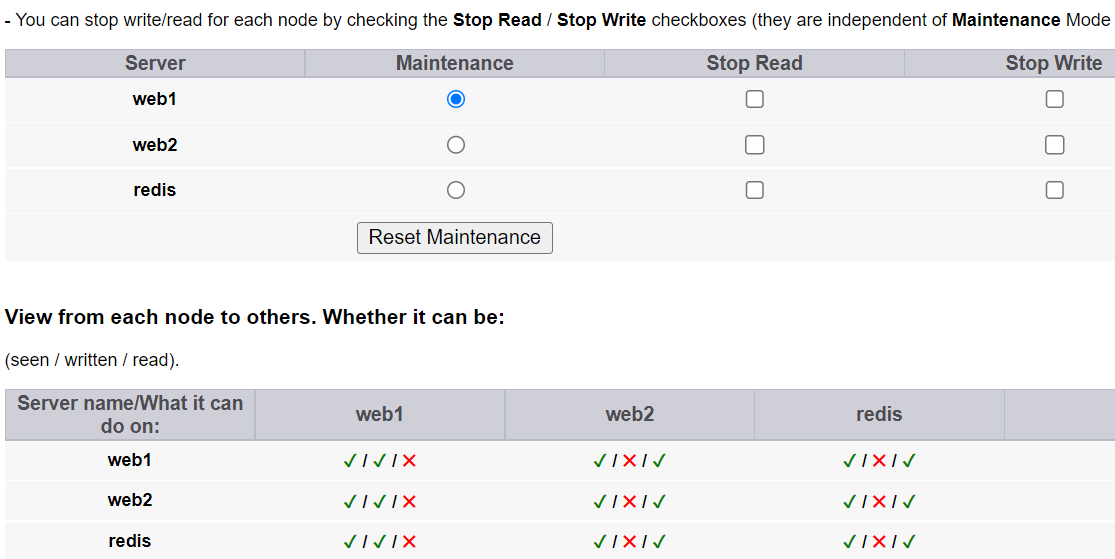 - You can stop write/read for each node by checking the Stop Read / Stop Write checkboxes (they are independent of Maintenance Mode
Server Maintenance Stop Read Stop Write
web1
web2
redis
Reset Maintenance
View from each node to others. Whether it can be:
(seen / written / read).
Server name/What it can do on: web1 web2 redis
web1 ✓/✓/✕ ✓/✕/✓ ✓/✕/✓
web2 ✓/✓/✕ ✓/✕/✓ ✓/✕/✓
redis ✓/✓/✕ ✓/✕/✓ ✓/✕/✓